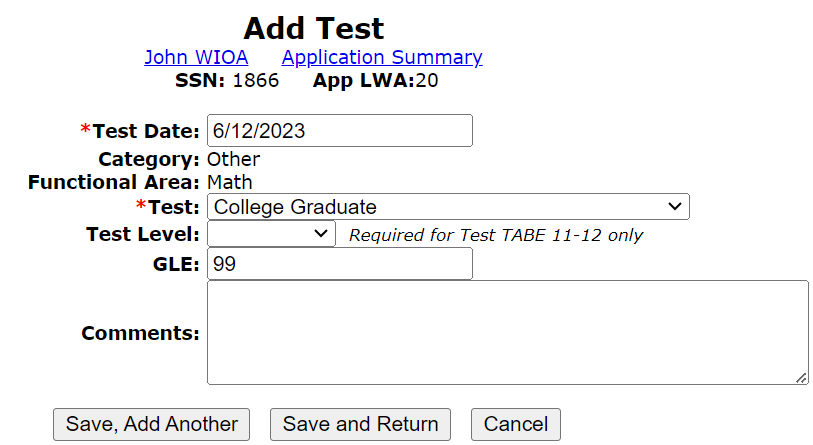 Add Test
John WIOA Application Summary
SSN: 1866 App LWA:20
*Test Date: 6/12/2023
Category: Other
Functional Area: Math
*Test: College Graduate
Test Level: Required for Test TABE 11-12 only
GLE: 99
Comments:
Save, Add Another Save and Return Cancel